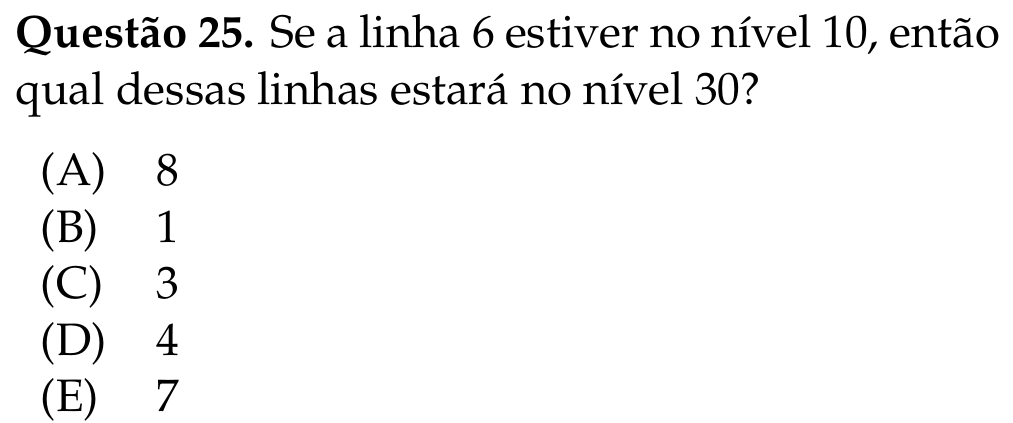 Questão 25. Se a linha 6 estiver no nível 10, então
qual dessas linhas estará no nível 30?
(A) 8
(B) 1
(C) 3
(D) 4
(E) 7